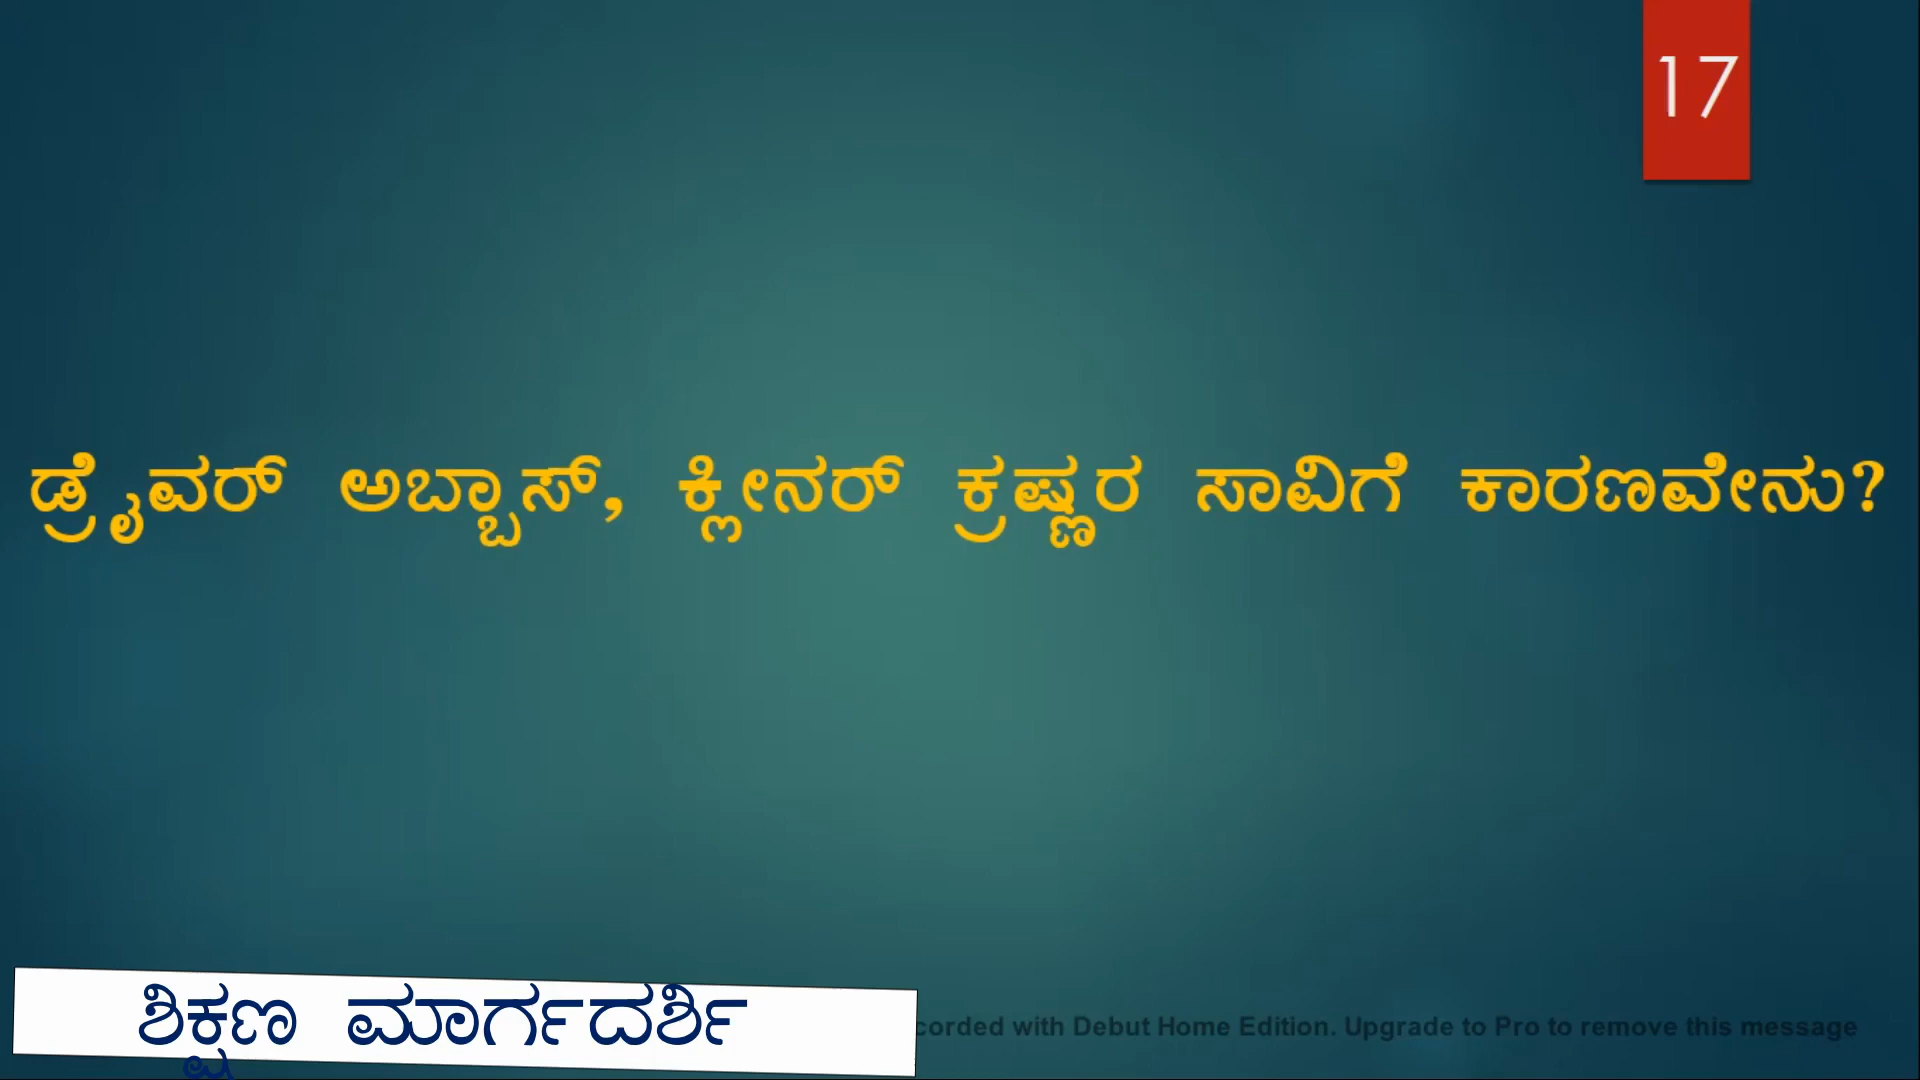 17
ಡ್ರೈವರ್ ಅಬ್ಬಾಸ್, ಕ್ಲೀನರ್ ಕ್ರಷ್ಣರ ಸಾವಿಗೆ ಕಾರಣವೇನು?
ಶಿಕ್ಷಣ ಮಾರ್ಗದರ್ಶಿ
corded with Debut Home Edition. Upgrade to Pro to remove this message